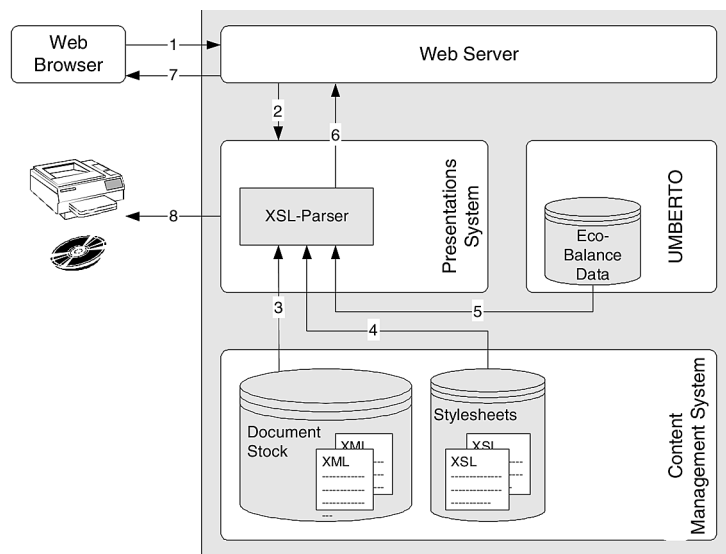 Web
Browser
1
7
Web Server
2
6
XSL-Parser
Presentations
System
8
Eco-
Balance
Data
UMBERTO
3
4
5
Document
Stock
XML
XML
Stylesheets
XSL
XSL
Content
Management System